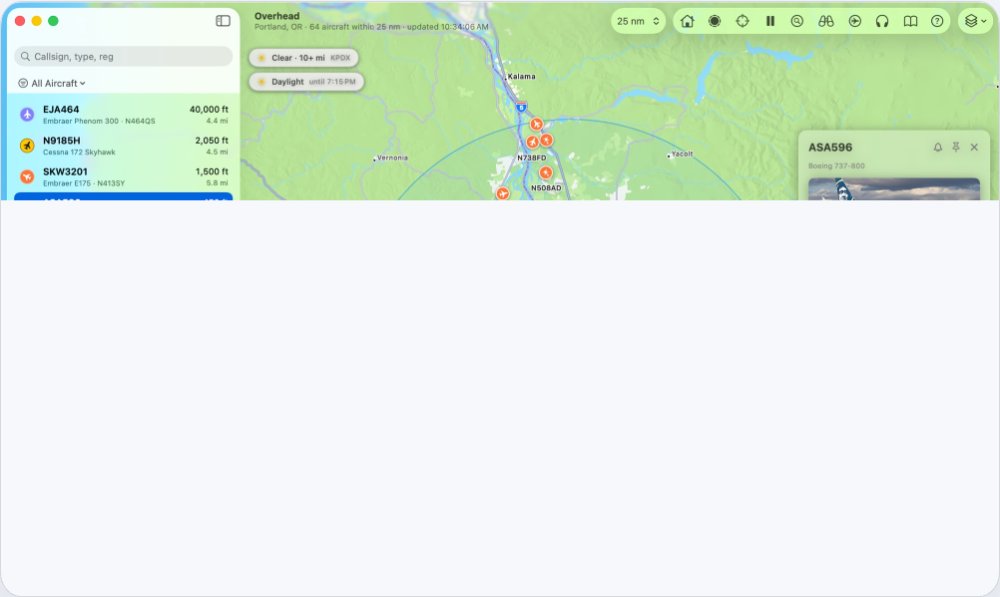 Overhead
Portland, OR · 64 aircraft within 25 nm · updated 10:34:06 AM
25 nm
Callsign, type, reg
All Aircraft
EJA464 40,000 ft
Embraer Phenom 300 · N464QS 4.4 mi
N9185H 2,050 ft
Cessna 172 Skyhawk 4.5 mi
SKW3201 1,500 ft
Embraer E175 · N413SY 5.8 mi
Clear · 10+ mi KPDX
Daylight until 7:15 PM
Kalama
5
Vernonia
N738FD
Yacolt
N508AD
ASA596
Boeing 737-800